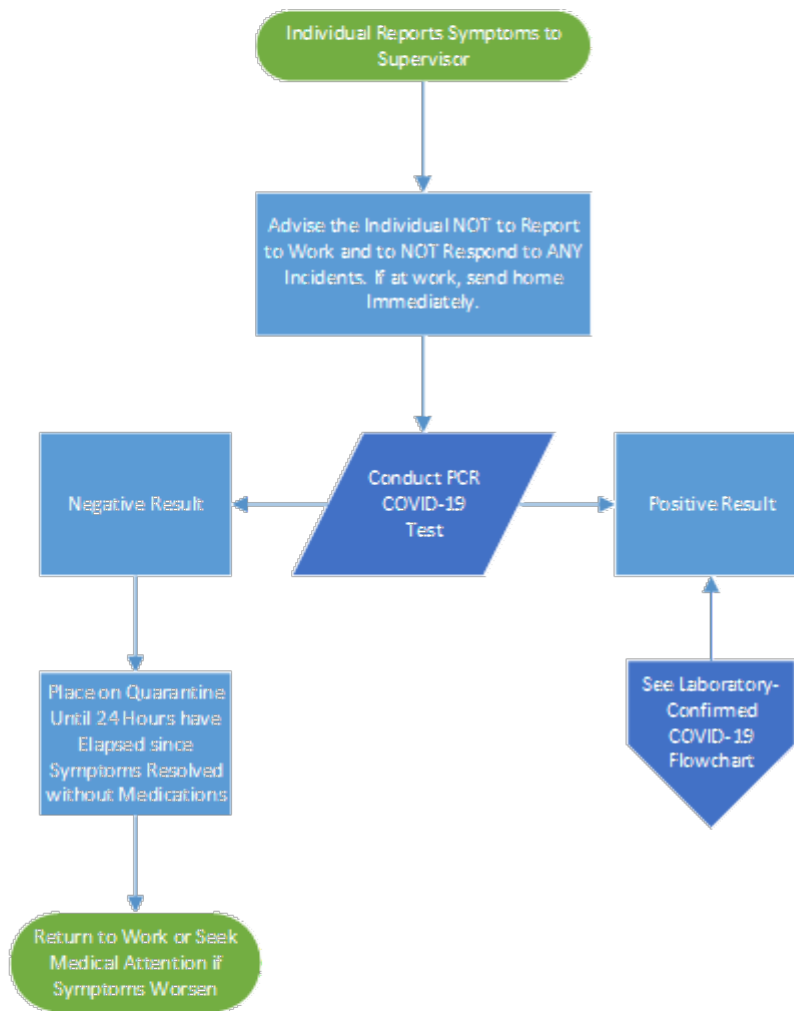 Individual Reports Symptoms to
Supervisor
Advise the Individual NOT to Report
to Work and to NOT Respond to ANY
Incidents. If at work, send home
Immediately.
Negative Result
Conduct PCR
COVID-19
Test
Positive Result
Place on Quarantine
Until 24 Hours have
Elapsed since
Symptoms Resolved
without Medications
See Laboratory-
Confirmed
COVID-19
Flowchart
Return to Work or Seek
Medical Attention if
Symptoms Worsen